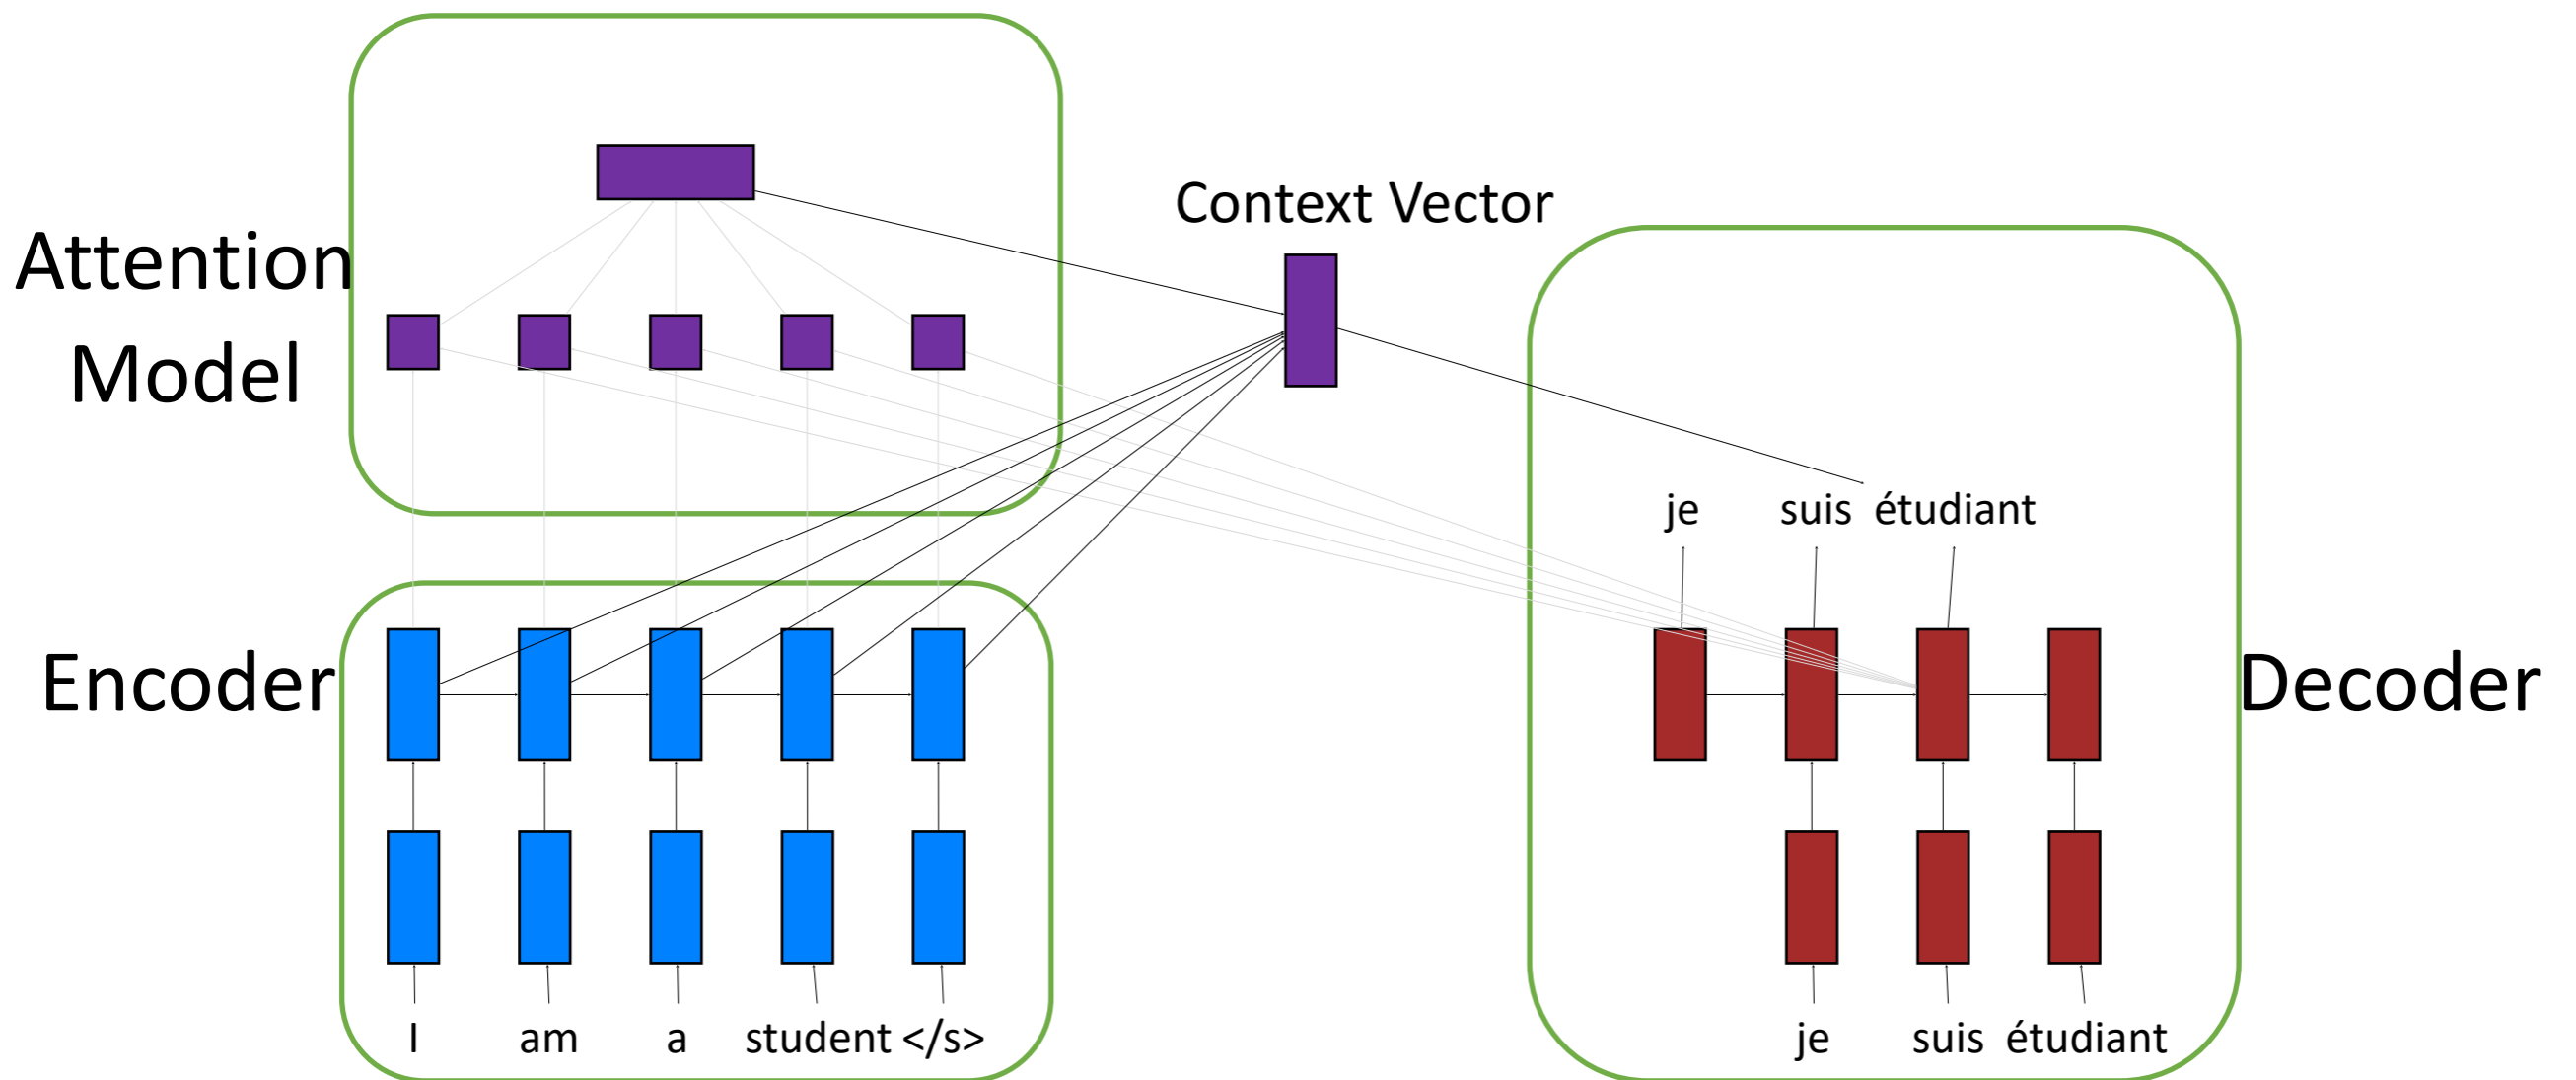 Attention
Model
Context Vector
je suis étudiant
Encoder
Decoder
I am a student </s>
je suis étudiant